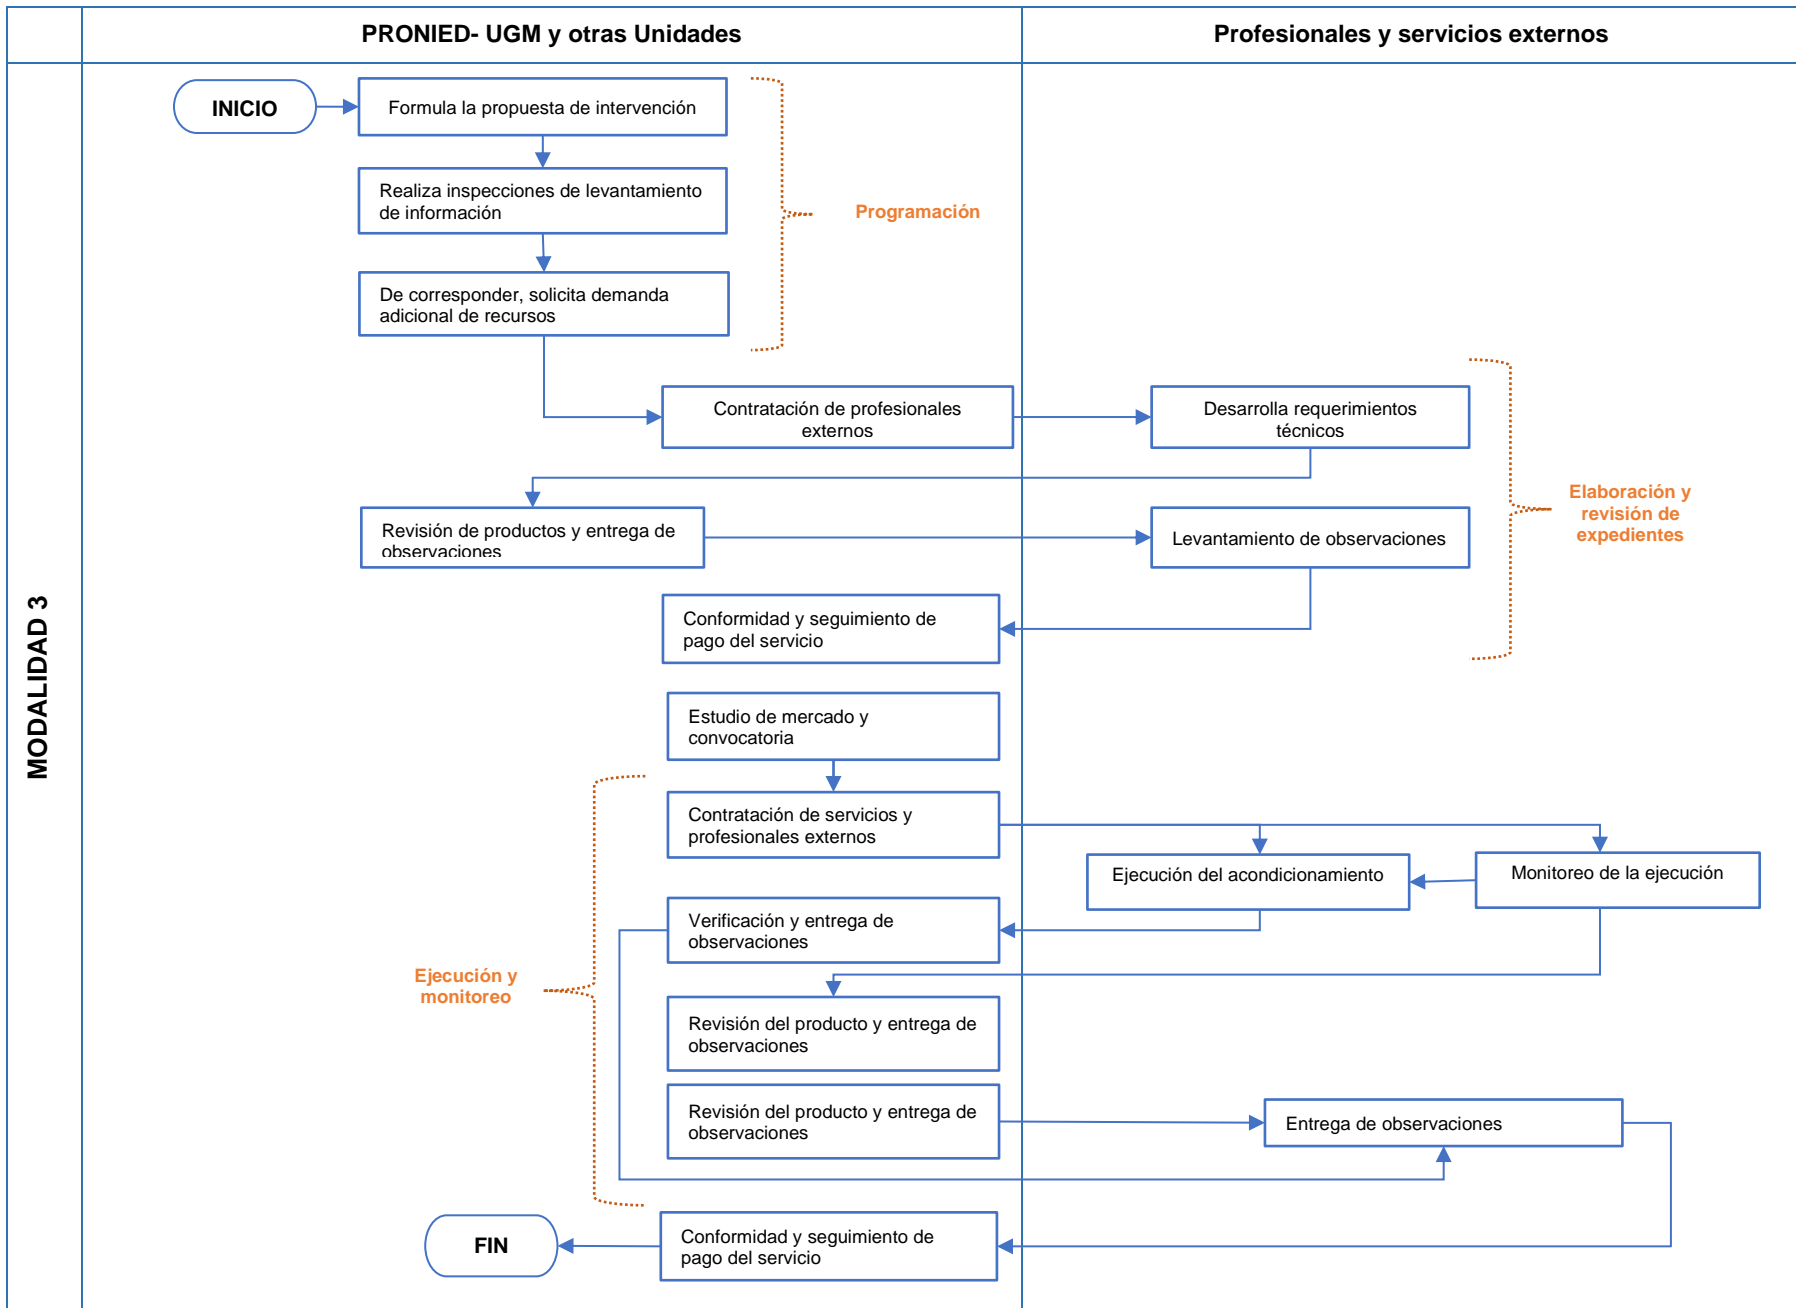 PRONIED- UGM y otras Unidades
Profesionales y servicios externos
MODALIDAD 3
INICIO
Formula la propuesta de intervención
Realiza inspecciones de levantamiento
de información
Programación
De corresponder, solicita demanda
adicional de recursos
Contratación de profesionales
externos
Desarrolla requerimientos
técnicos
Elaboración y
revisión de
expedientes
Revisión de productos y entrega de
observaciones
Levantamiento de observaciones
Conformidad y seguimiento de
pago del servicio
Estudio de mercado y
convocatoria
Contratación de servicios y
profesionales externos
Ejecución del acondicionamiento
Monitoreo de la ejecución
Verificación y entrega de
observaciones
Ejecución y
monitoreo
Revisión del producto y entrega de
observaciones
Revisión del producto y entrega de
observaciones
Entrega de observaciones
Conformidad y seguimiento de
pago del servicio
FIN